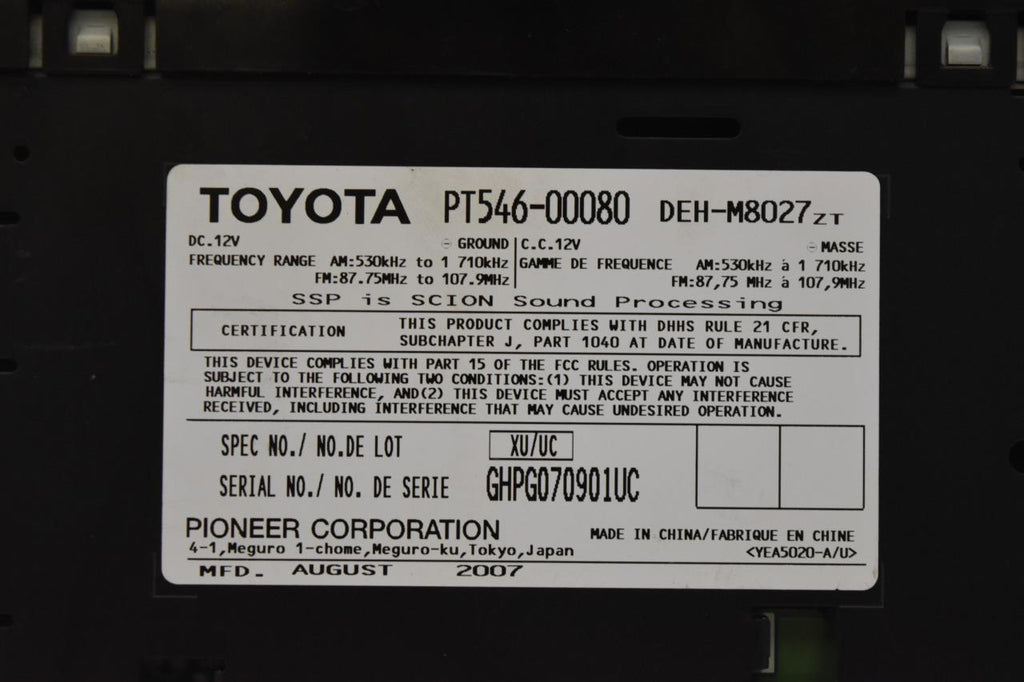 TOYOTA PT546-00080 DEH-M8027ZT
DC.12V ⊖ GROUND C.C.12V ⊖ MASSE
FREQUENCY RANGE AM:530kHz to 1 710kHz GAMME DE FREQUENCE AM:530kHz à 1 710kHz
FM:87.75MHz to 107.9MHz FM:87,75 MHz à 107,9MHz
SSP is SCION Sound Processing
CERTIFICATION THIS PRODUCT COMPLIES WITH DHHS RULE 21 CFR,
SUBCHAPTER J, PART 1040 AT DATE OF MANUFACTURE.
THIS DEVICE COMPLIES WITH PART 15 OF THE FCC RULES. OPERATION IS
SUBJECT TO THE FOLLOWING TWO CONDITIONS:(1) THIS DEVICE MAY NOT CAUSE
HARMFUL INTERFERENCE, AND(2) THIS DEVICE MUST ACCEPT ANY INTERFERENCE
RECEIVED, INCLUDING INTERFERENCE THAT MAY CAUSE UNDESIRED OPERATION.
SPEC NO./ NO.DE LOT XU/UC
SERIAL NO./ NO. DE SERIE GHPG070901UC
PIONEER CORPORATION MADE IN CHINA/FABRIQUE EN CHINE
4-1,Meguro 1-chome,Meguro-ku,Tokyo,Japan <YEA5020-A/U>
MFD. AUGUST 2007